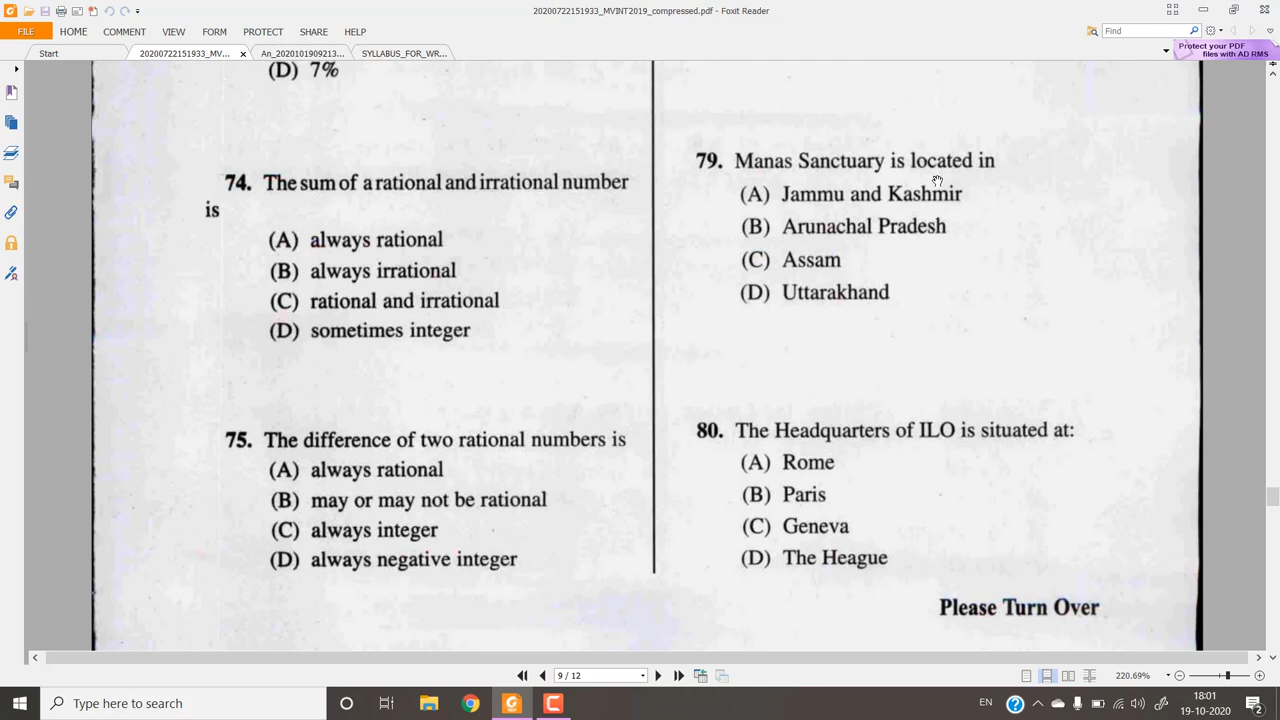 20200722151933_MVINT2019_compressed.pdf - Foxit Reader
FILE HOME COMMENT VIEW FORM PROTECT SHARE HELP
Find
Start 20200722151933_MV... An_2020101909213... SYLLABUS_FOR_WR...
Protect your PDF
files with AD RMS
(D) 7%
74. The sum of a rational and irrational number
is
(A) always rational
(B) always irrational
(C) rational and irrational
(D) sometimes integer
75. The difference of two rational numbers is
(A) always rational
(B) may or may not be rational
(C) always integer
(D) always negative integer
79. Manas Sanctuary is located in
(A) Jammu and Kashmir
(B) Arunachal Pradesh
(C) Assam
(D) Uttarakhand
80. The Headquarters of ILO is situated at:
(A) Rome
(B) Paris
(C) Geneva
(D) The Heague
Please Turn Over
9 / 12
220.69%
Type here to search
ENG
18:01
19-10-2020
2